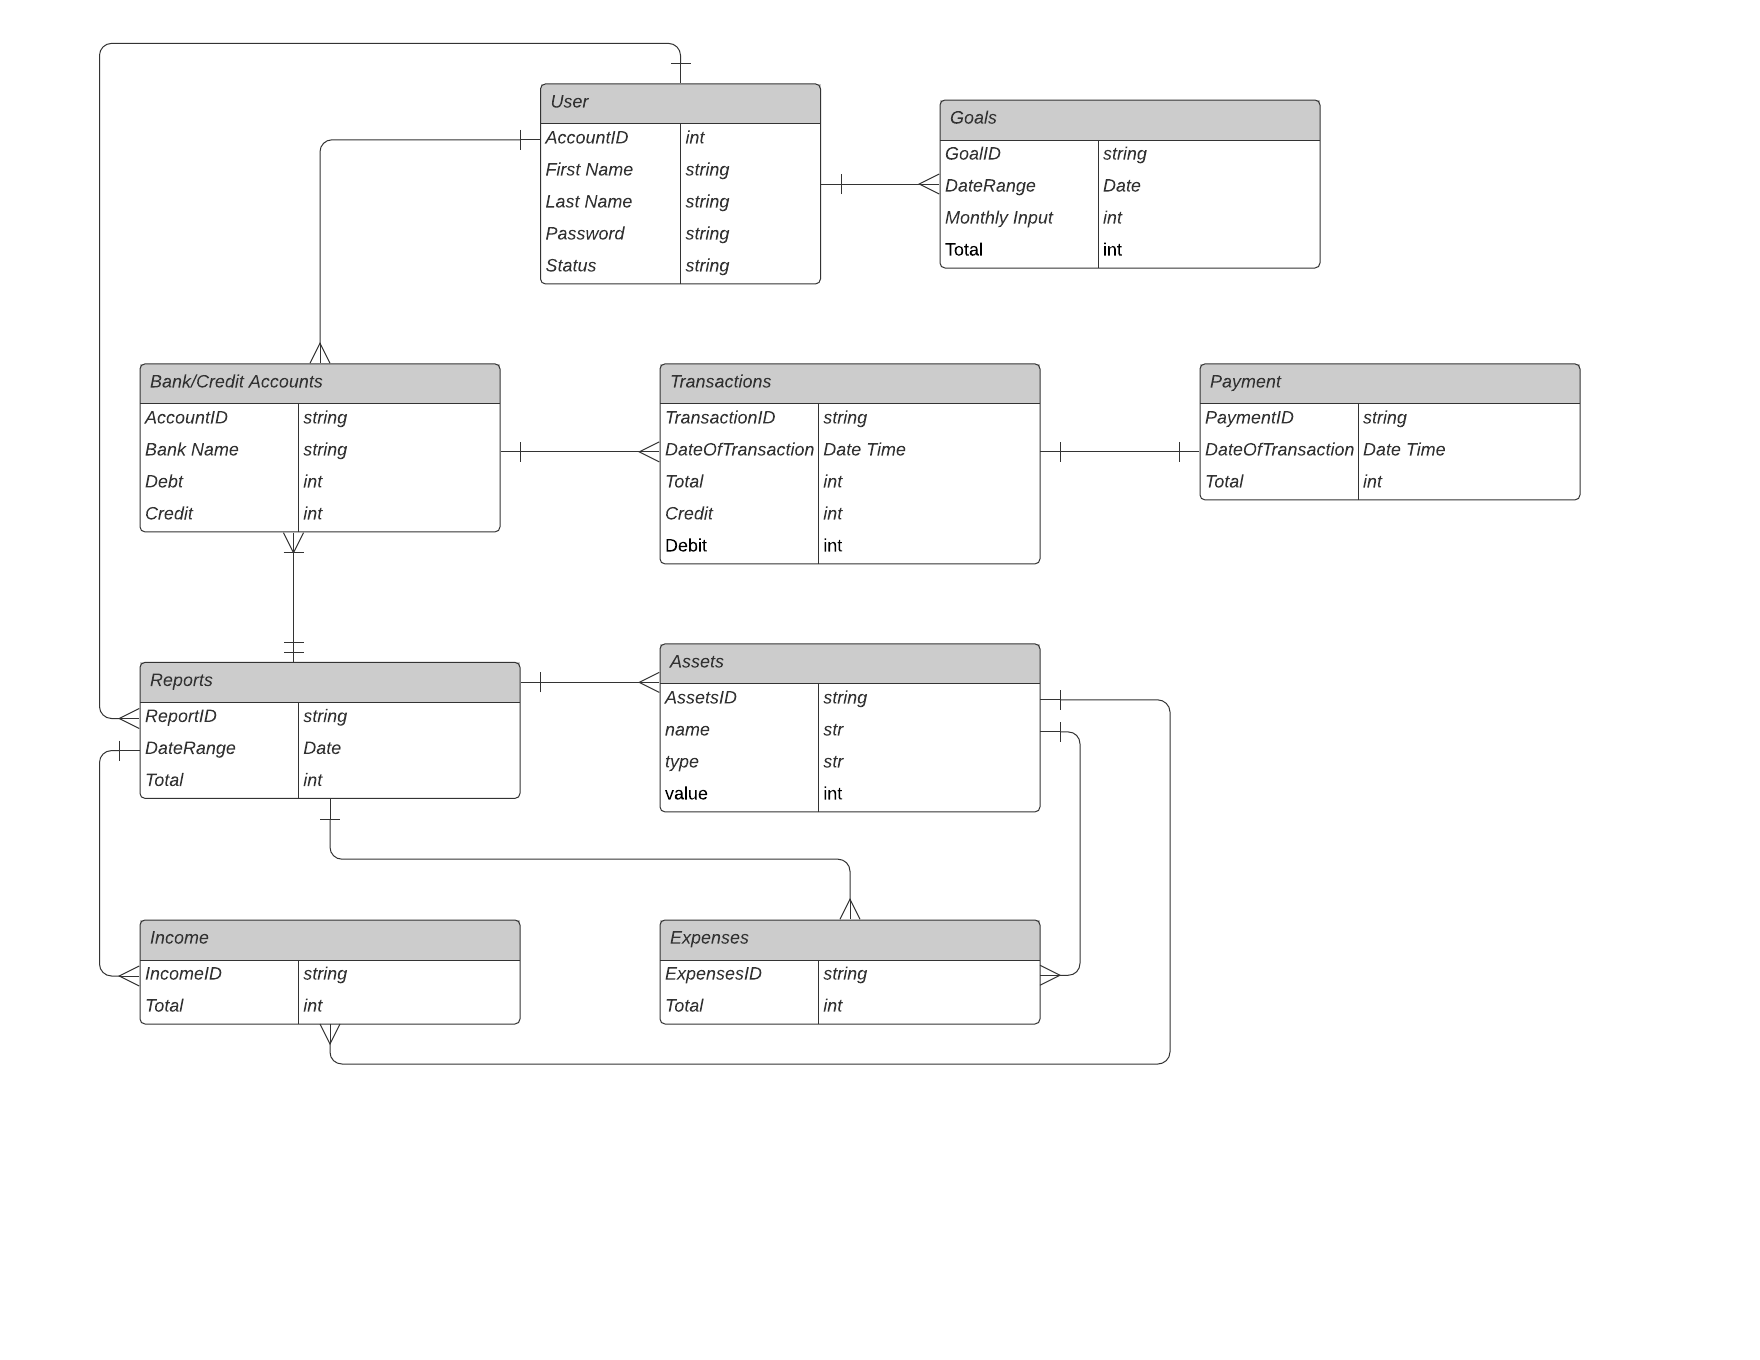 User
AccountID int
First Name string
Last Name string
Password string
Status string
Goals
GoalID string
DateRange Date
Monthly Input int
Total int
Bank/Credit Accounts
AccountID string
Bank Name string
Debt int
Credit int
Transactions
TransactionID string
DateOfTransaction Date Time
Total int
Credit int
Debit int
Payment
PaymentID string
DateOfTransaction Date Time
Total int
Reports
ReportID string
DateRange Date
Total int
Assets
AssetsID string
name str
type str
value int
Income
IncomeID string
Total int
Expenses
ExpensesID string
Total int